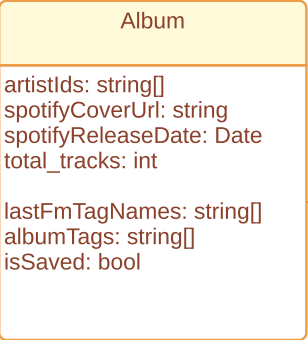 Album
artistIds: string[]
spotifyCoverUrl: string
spotifyReleaseDate: Date
total_tracks: int
lastFmTagNames: string[]
albumTags: string[]
isSaved: bool